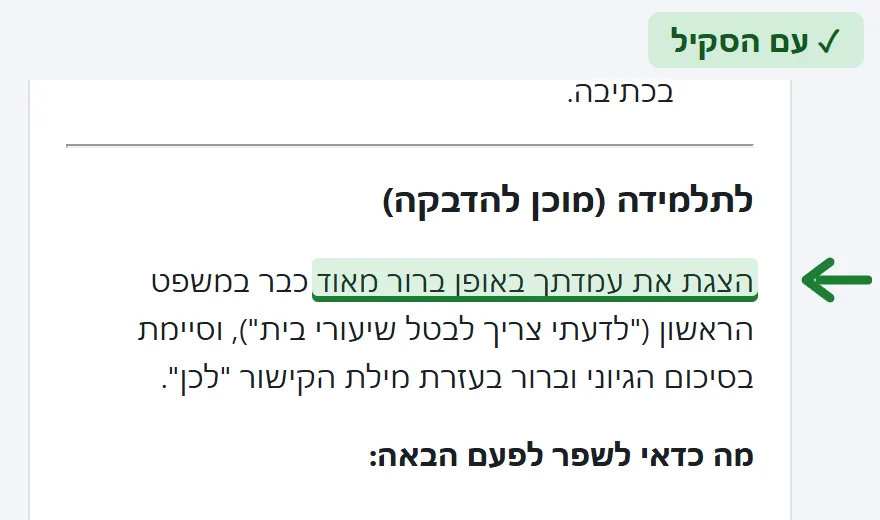 ✓ עם הסקיל
בכתיבה.
לתלמידה (מוכן להדבקה)
הצגת את עמדתך באופן ברור מאוד כבר במשפט
הראשון ("לדעתי צריך לבטל שיעורי בית"), וסיימת
בסיכום הגיוני וברור בעזרת מילת הקישור "לכן".
מה כדאי לשפר לפעם הבאה: